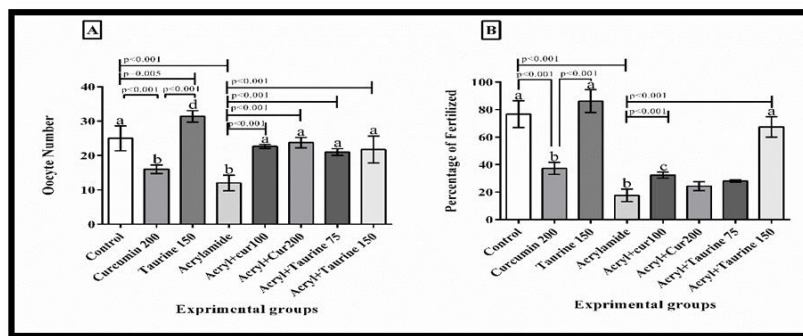 A
p<0.001
p=0.005
p<0.001 p<0.001
p<0.001
p<0.001
p<0.001
p<0.001
Oocyte Number
40
30
20
10
0
a
b
d
b
a
a
a
a
Control
Curcumin 200
Taurine 150
Acrylamide
Acryl+cur100
Acryl+Cur200
Acryl+Taurine 75
Acryl+Taurine 150
Exprimental groups
B
p<0.001
p<0.001 p<0.001
p<0.001
p<0.001
Percentage of Fertilized
100
80
60
40
20
0
a
b
a
b
c
a
Control
Curcumin 200
Taurine 150
Acrylamide
Acryl+cur100
Acryl+Cur200
Acryl+Taurine 75
Acryl+Taurine 150
Exprimental groups